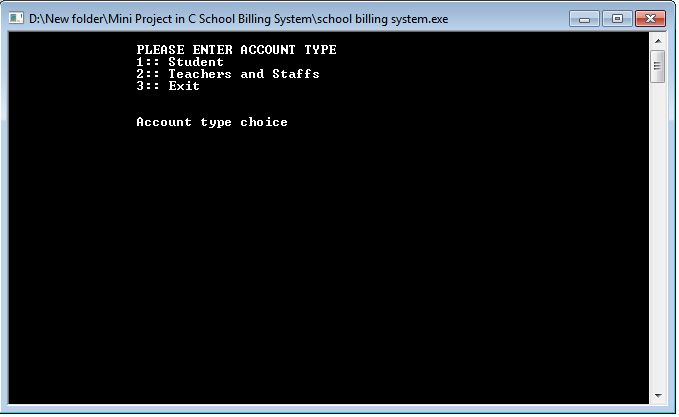 D:\New folder\Mini Project in C School Billing System\school billing system.exe
PLEASE ENTER ACCOUNT TYPE
1:: Student
2:: Teachers and Staffs
3:: Exit
Account type choice